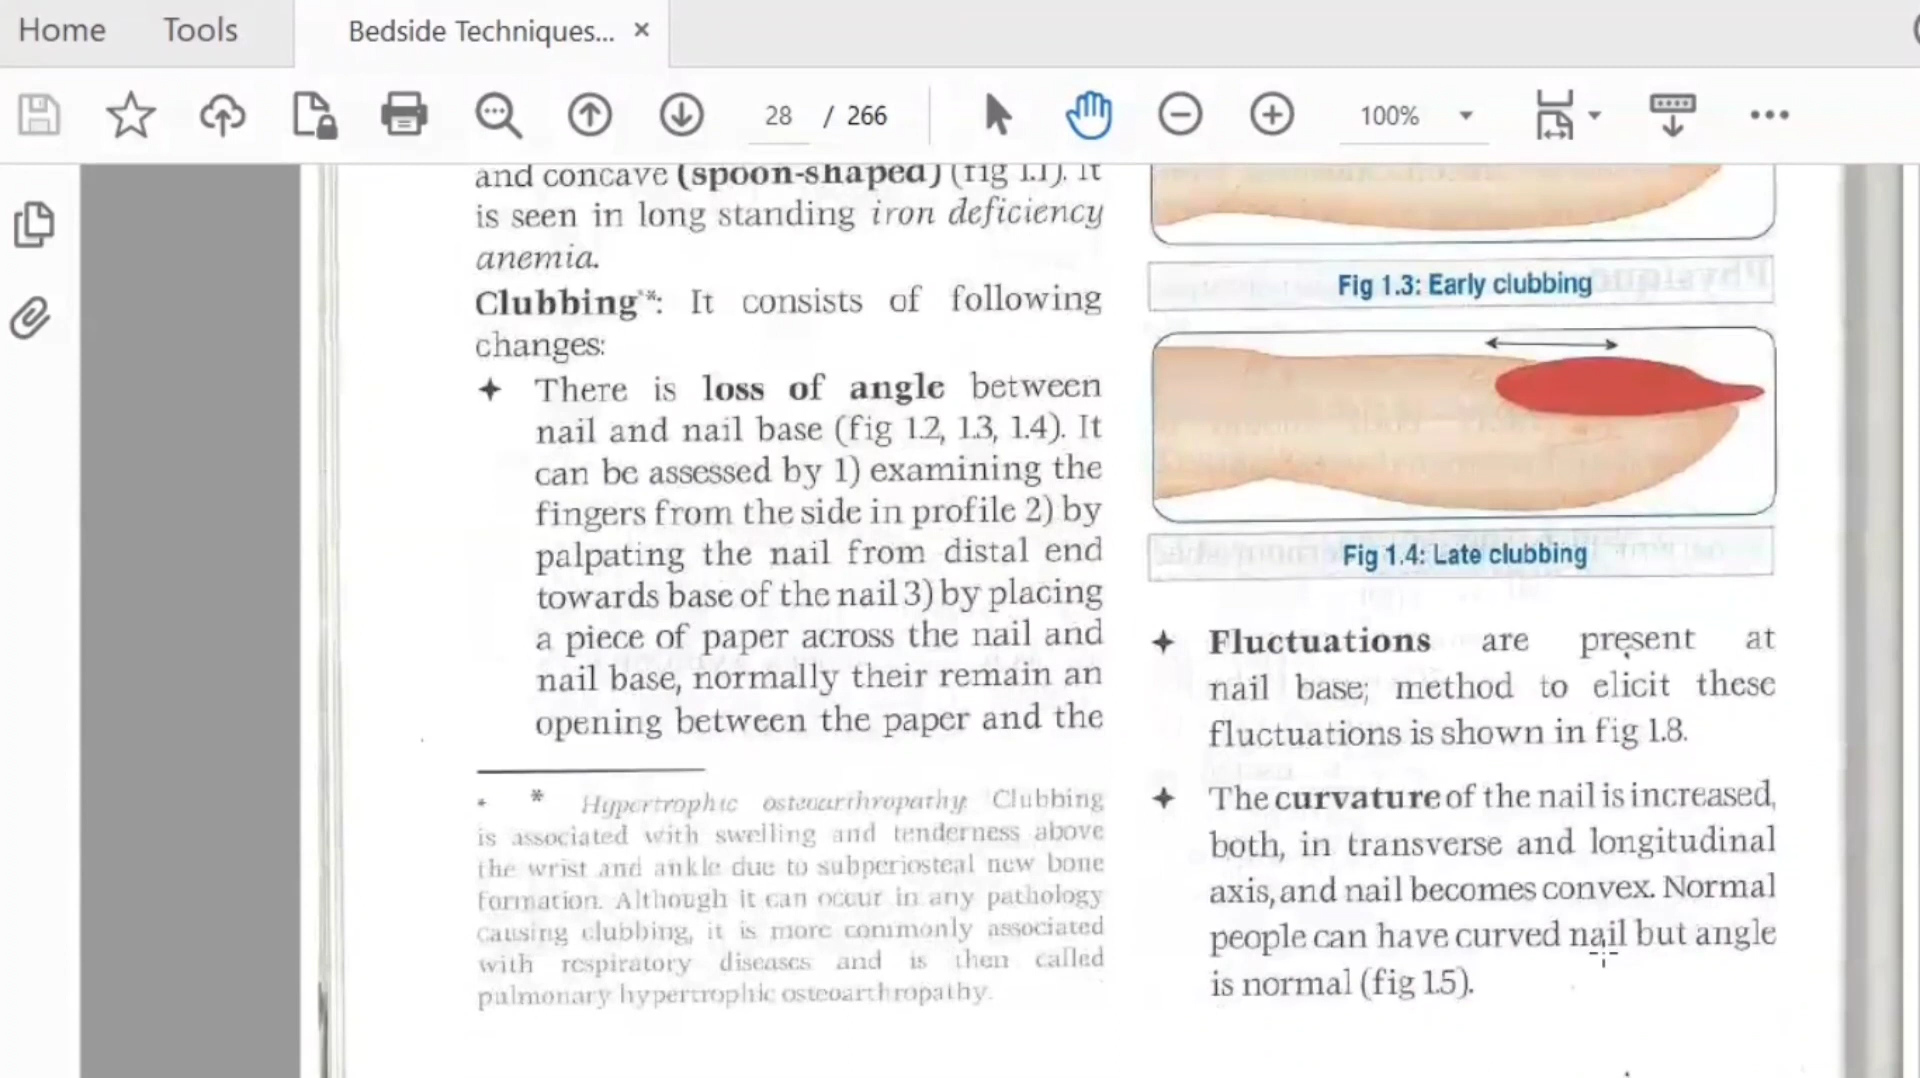 Home Tools Bedside Techniques... ×
28 / 266 100%
and concave (spoon-shaped) (fig 1.1). It
is seen in long standing iron deficiency
anemia.
Clubbing**: It consists of following
changes:
There is loss of angle between
nail and nail base (fig 1.2, 1.3, 1.4). It
can be assessed by 1) examining the
fingers from the side in profile 2) by
palpating the nail from distal end
towards base of the nail 3) by placing
a piece of paper across the nail and
nail base, normally their remain an
opening between the paper and the
* Hypertrophic osteoarthropathy: Clubbing
is associated with swelling and tenderness above
the wrist and ankle due to subperiosteal new bone
formation. Although it can occur in any pathology
causing clubbing, it is more commonly associated
with respiratory diseases and is then called
pulmonary hypertrophic osteoarthropathy.
Fig 1.3: Early clubbing
Fig 1.4: Late clubbing
Fluctuations are present at
nail base; method to elicit these
fluctuations is shown in fig 1.8.
The curvature of the nail is increased,
both, in transverse and longitudinal
axis, and nail becomes convex. Normal
people can have curved nail but angle
is normal (fig 1.5).